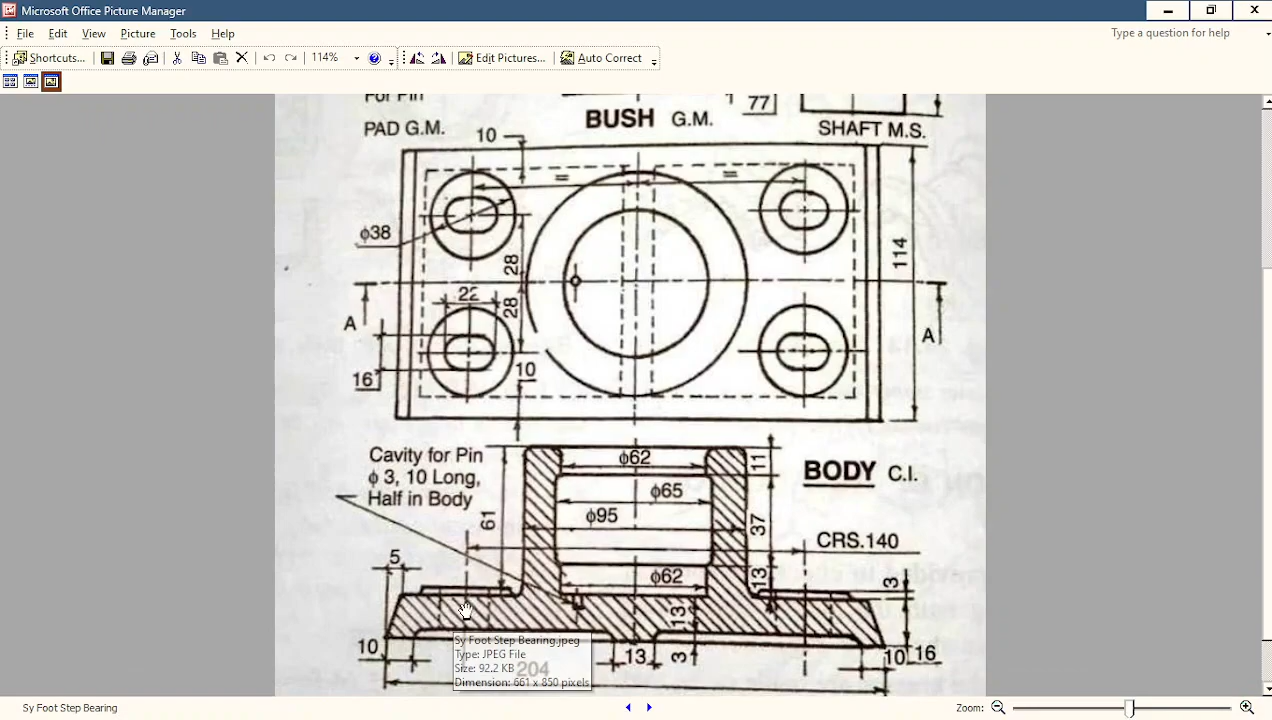 Microsoft Office Picture Manager
File Edit View Picture Tools Help
Type a question for help
Shortcuts... 114% Edit Pictures... Auto Correct
For Pin
77
BUSH G.M.
PAD G.M.
SHAFT M.S.
10
= =
ϕ38
28
114
22
28
A A
16
10
Cavity for Pin
ϕ 3, 10 Long,
Half in Body
ϕ62
11
BODY C.I.
ϕ65
61
ϕ95
37
CRS.140
5
ϕ62
13
3
13
10
13
3
10
16
204
Sy Foot Step Bearing.jpeg
Type: JPEG File
Size: 92.2 KB
Dimension: 661 x 850 pixels
Sy Foot Step Bearing
Zoom: